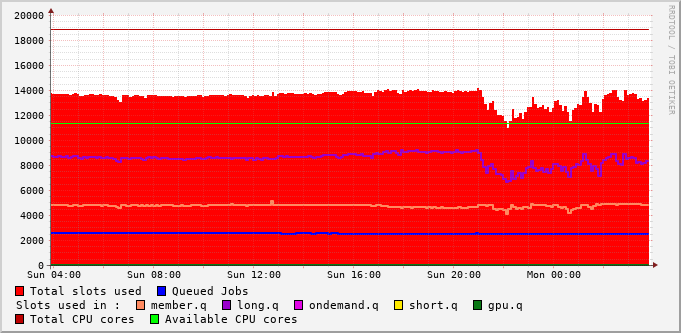 20000
18000
16000
14000
12000
10000
8000
6000
4000
2000
0
Sun 04:00 Sun 08:00 Sun 12:00 Sun 16:00 Sun 20:00 Mon 00:00
Total slots used Queued Jobs
Slots used in : member.q long.q ondemand.q short.q gpu.q
Total CPU cores Available CPU cores
RRDTOOL / TOBI OETIKER